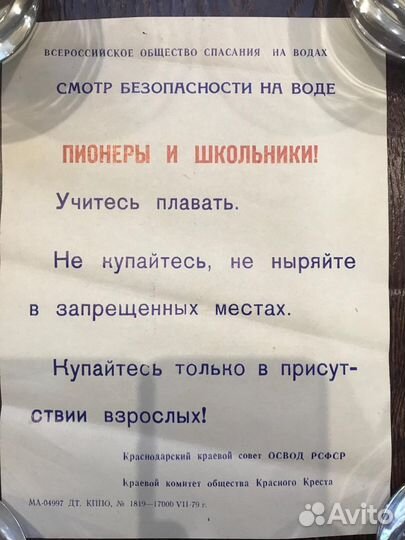 ВСЕРОССИЙСКОЕ ОБЩЕСТВО СПАСАНИЯ НА ВОДАХ
СМОТР БЕЗОПАСНОСТИ НА ВОДЕ
ПИОНЕРЫ И ШКОЛЬНИКИ!
Учитесь плавать.
Не купайтесь, не ныряйте
в запрещенных местах.
Купайтесь только в присут-
ствии взрослых!
Краснодарский краевой совет ОСВОД РСФСР
Краевой комитет общества Красного Креста
МА-04997 ДТ. КППО, № 1819—17000 VII-79 г.
Avito